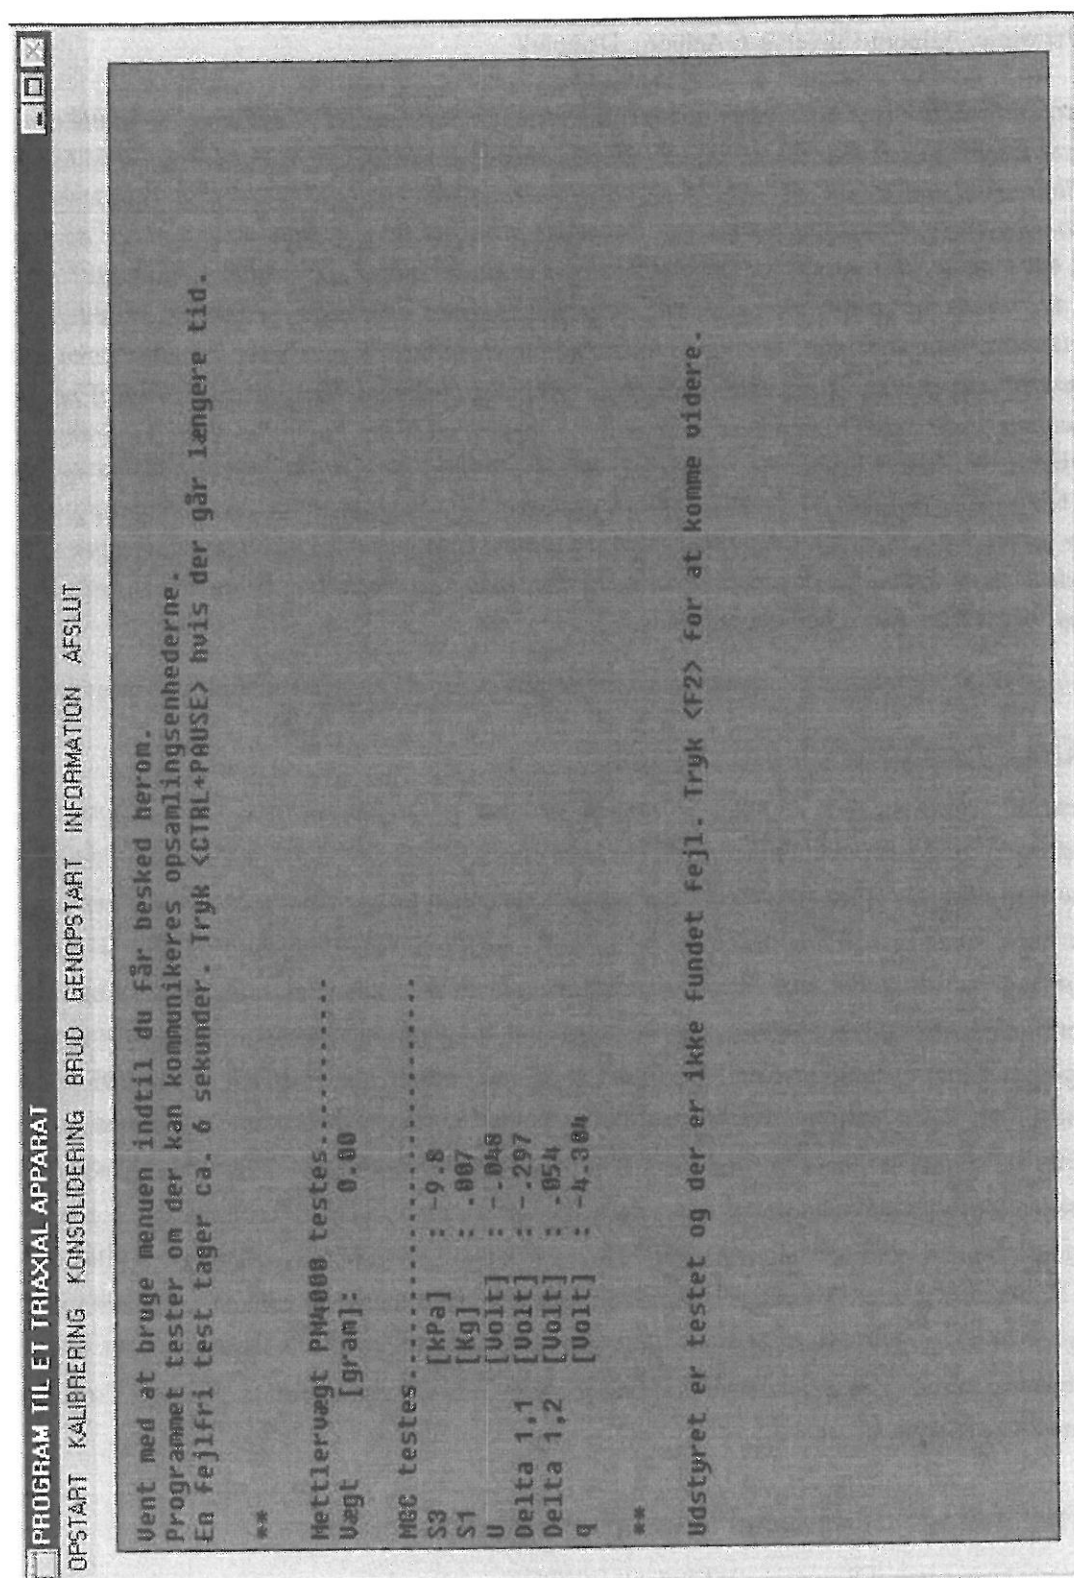 PROGRAM TIL ET TRIAXIAL APPARAT
OPSTART KALIBRERING KONSOLIDERING BRUD GENOPSTART INFORMATION AFSLUT
Vent med at bruge menuen indtil du får besked herom.
Programmet tester om der kan kommunikeres opsamlingsenhederne.
En fejlfri test tager ca. 6 sekunder. Tryk <CTRL+PAUSE> hvis der går længere tid.
**
Mettlervægt PM4000 testes...........
Vægt [gram]: 0.00
MGC testes.................................
S3 [kPa] : -9.8
S1 [Kg] : .007
U [Volt] : -.048
Delta 1,1 [Volt] : -.297
Delta 1,2 [Volt] : .054
q [Volt] : -4.304
**
Udstyret er testet og der er ikke fundet fejl. Tryk <F2> for at komme videre.